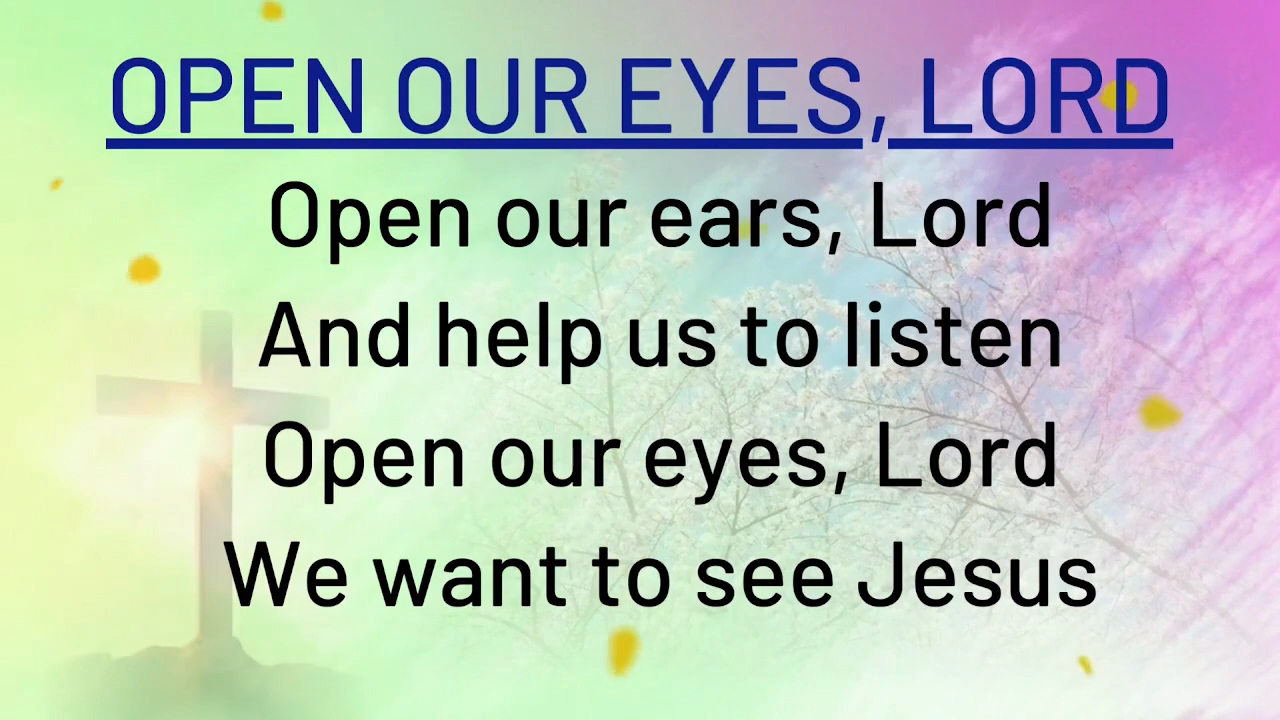 OPEN OUR EYES, LORD
Open our ears, Lord
And help us to listen
Open our eyes, Lord
We want to see Jesus